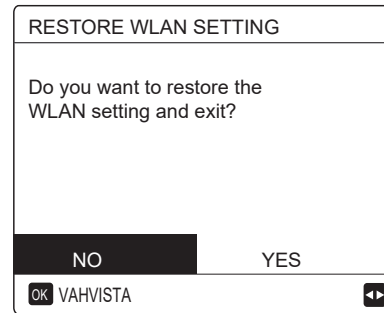 RESTORE WLAN SETTING
Do you want to restore the
WLAN setting and exit?
NO YES
OK VAHVISTA